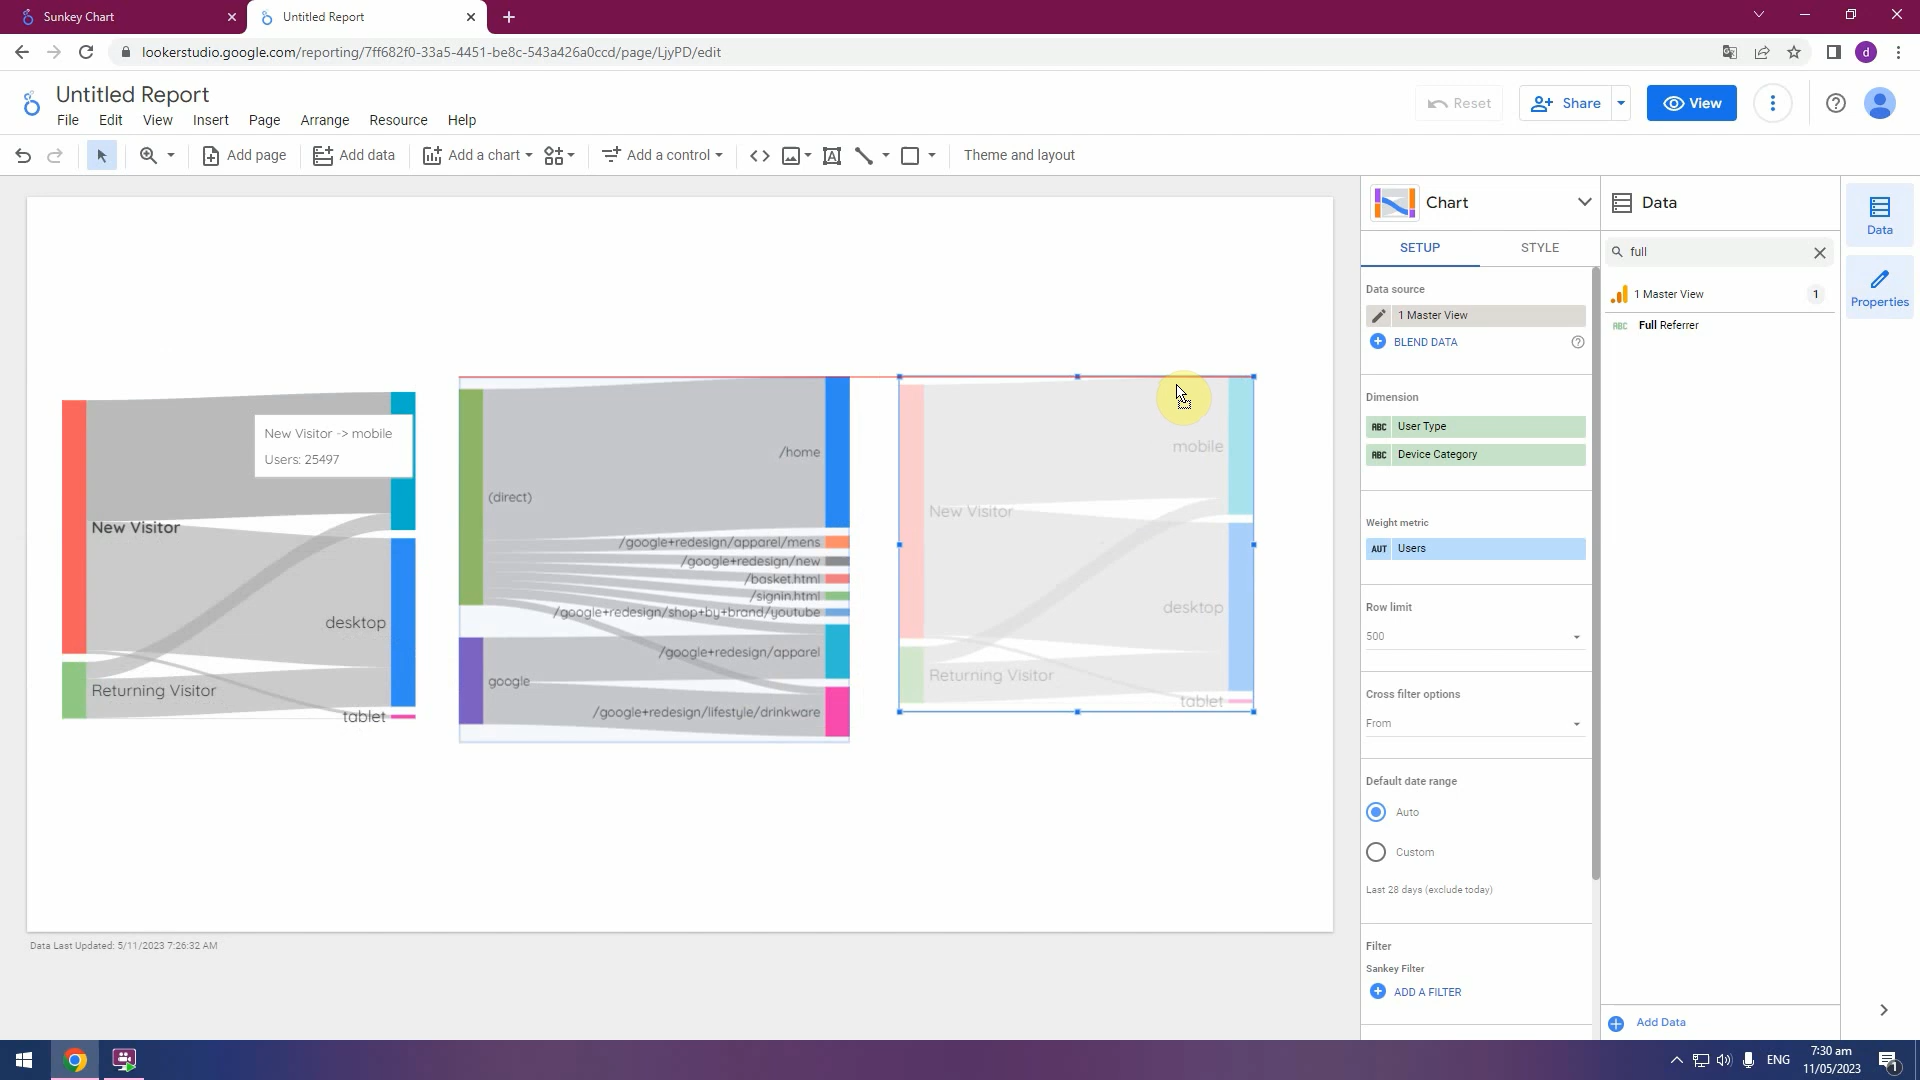 Sunkey Chart
Untitled Report
lookerstudio.google.com/reporting/7ff682f0-33a5-4451-be8c-543a426a0ccd/page/LjyPD/edit
d
Untitled Report
File Edit View Insert Page Arrange Resource Help
Reset
Share
View
Add page
Add data
Add a chart
Add a control
Theme and layout
New Visitor -> mobile
Users: 25497
New Visitor
desktop
Returning Visitor
tablet
(direct)
/home
/google+redesign/apparel/mens
/google+redesign/new
/basket.html
/signin.html
/google+redesign/shop+by+brand/youtube
/google+redesign/apparel
google
/google+redesign/lifestyle/drinkware
mobile
New Visitor
desktop
Returning Visitor
tablet
Data Last Updated: 5/11/2023 7:26:32 AM
Chart
SETUP STYLE
Data source
1 Master View
BLEND DATA
Dimension
ABC User Type
ABC Device Category
Weight metric
AUT Users
Row limit
500
Cross filter options
From
Default date range
Auto
Custom
Last 28 days (exclude today)
Filter
Sankey Filter
ADD A FILTER
Data
full
1 Master View 1
ABC Full Referrer
Add Data
Data
Properties
ENG
7:30 am
11/05/2023
1